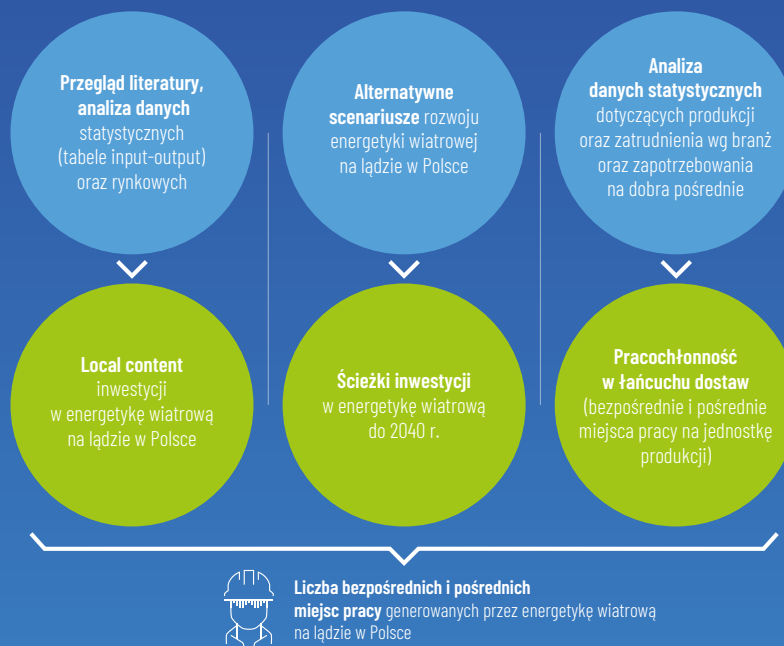 Przegląd literatury,
analiza danych
statystycznych
(tabele input-output)
oraz rynkowych
Alternatywne
scenariusze rozwoju
energetyki wiatrowej
na lądzie w Polsce
Analiza
danych statystycznych
dotyczących produkcji
oraz zatrudnienia wg branż
oraz zapotrzebowania
na dobra pośrednie
Local content
inwestycji
w energetykę wiatrową
na lądzie w Polsce
Ścieżki inwestycji
w energetykę wiatrową
do 2040 r.
Pracochłonność
w łańcuchu dostaw
(bezpośrednie i pośrednie
miejsca pracy na jednostkę
produkcji)
Liczba bezpośrednich i pośrednich
miejsc pracy generowanych przez energetykę wiatrową
na lądzie w Polsce